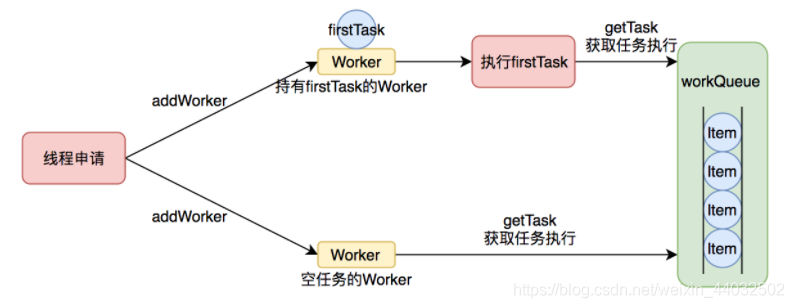 firstTask
Worker
持有firstTask的Worker
addWorker
执行firstTask
getTask
获取任务执行
workQueue
Item
Item
Item
Item
线程申请
addWorker
Worker
空任务的Worker
getTask
获取任务执行
https://blog.csdn.net/weixin_44032502